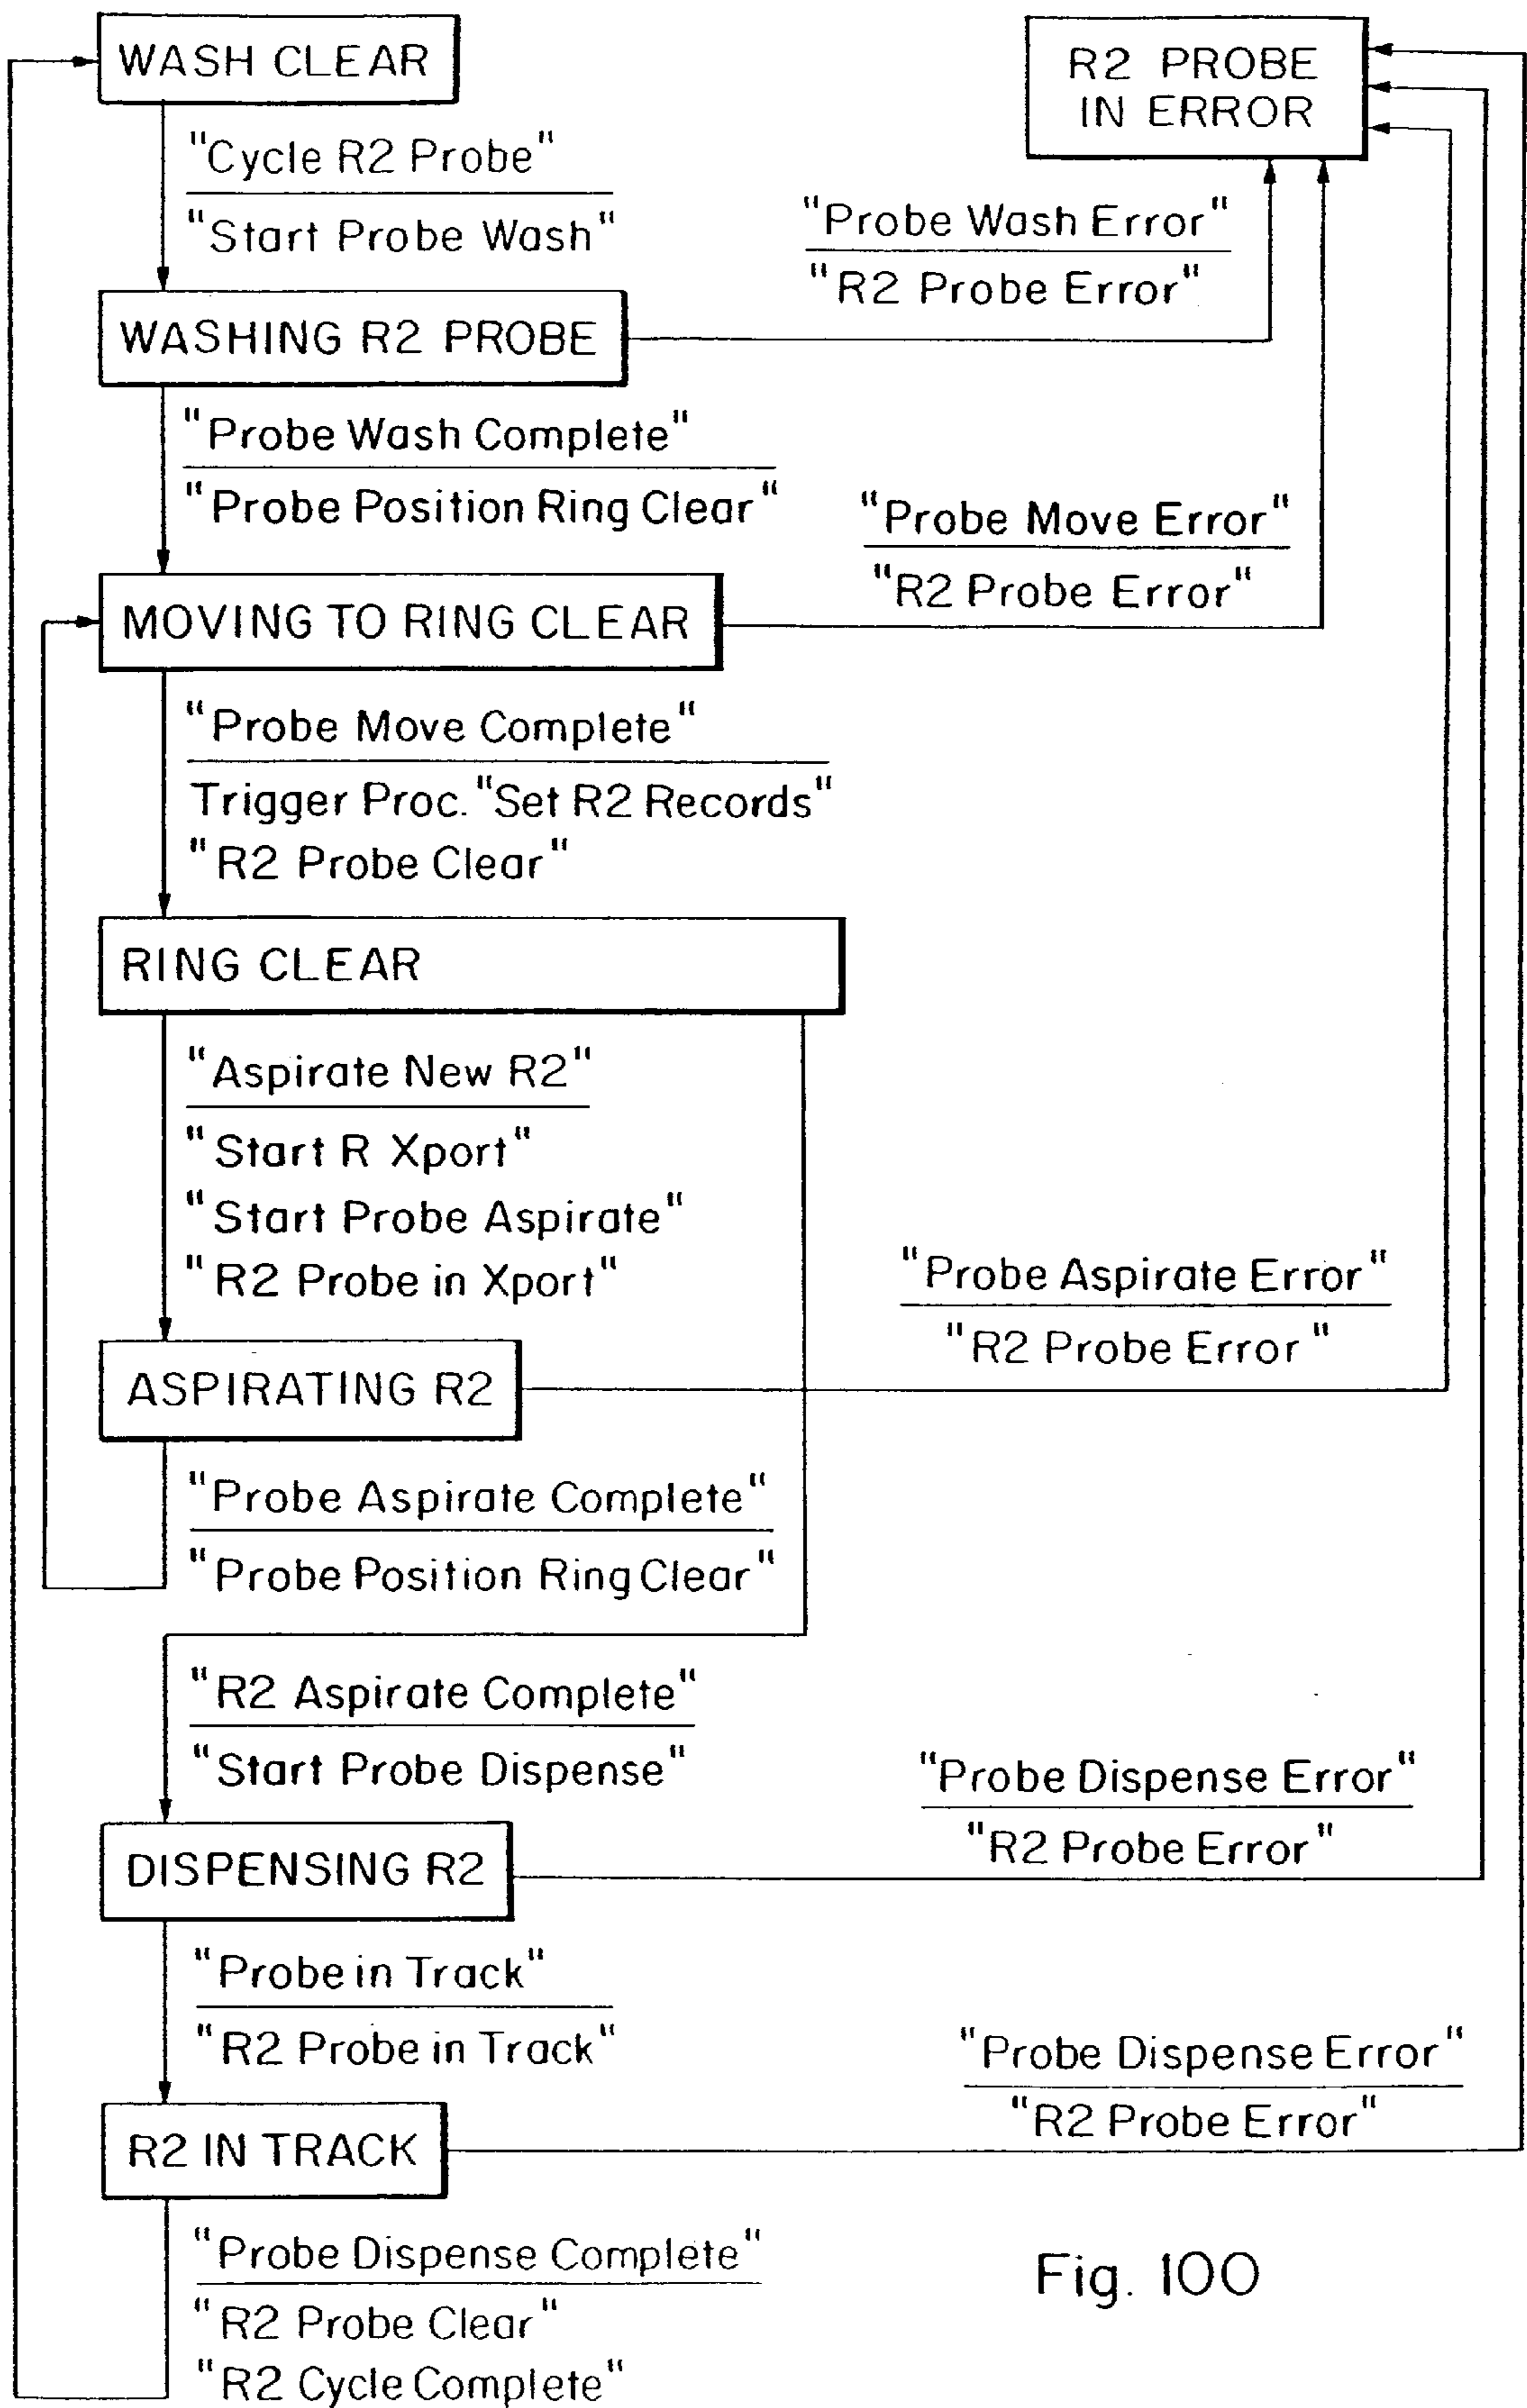 WASH CLEAR
R2 PROBE
IN ERROR
"Cycle R2 Probe"
"Start Probe Wash"
"Probe Wash Error"
"R2 Probe Error"
WASHING R2 PROBE
"Probe Wash Complete"
"Probe Position Ring Clear"
"Probe Move Error"
"R2 Probe Error"
MOVING TO RING CLEAR
"Probe Move Complete"
Trigger Proc. "Set R2 Records"
"R2 Probe Clear"
RING CLEAR
"Aspirate New R2"
"Start R Xport"
"Start Probe Aspirate"
"R2 Probe in Xport"
"Probe Aspirate Error"
"R2 Probe Error"
ASPIRATING R2
"Probe Aspirate Complete"
"Probe Position Ring Clear"
"R2 Aspirate Complete"
"Start Probe Dispense"
"Probe Dispense Error"
"R2 Probe Error"
DISPENSING R2
"Probe in Track"
"R2 Probe in Track"
"Probe Dispense Error"
"R2 Probe Error"
R2 IN TRACK
"Probe Dispense Complete"
"R2 Probe Clear"
"R2 Cycle Complete"
Fig. 100